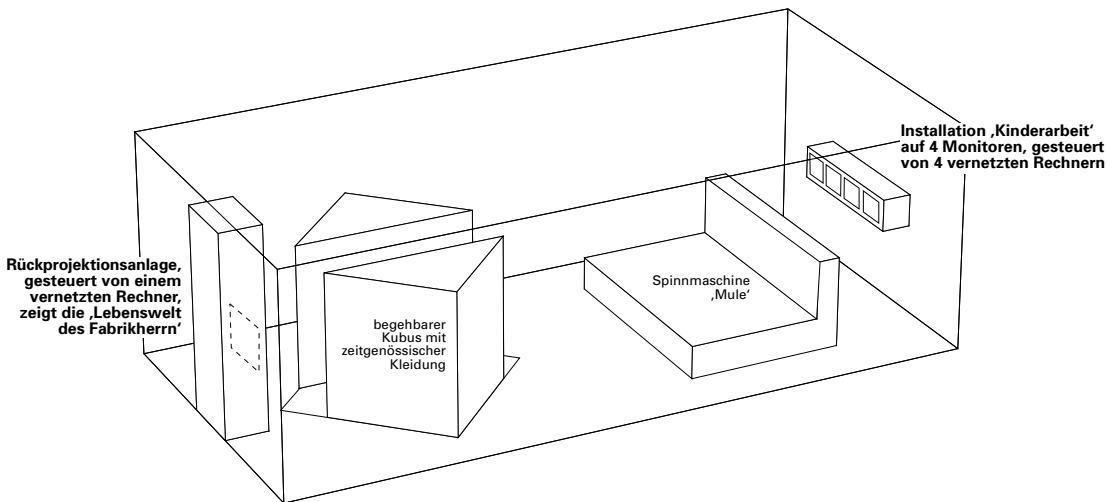 Installation ‚Kinderarbeit‘
auf 4 Monitoren, gesteuert
von 4 vernetzten Rechnern
Rückprojektionsanlage,
gesteuert von einem
vernetzten Rechner,
zeigt die ‚Lebenswelt
des Fabrikherrn‘
begehbarer
Kubus mit
zeitgenössischer
Kleidung
Spinnmaschine
‚Mule‘